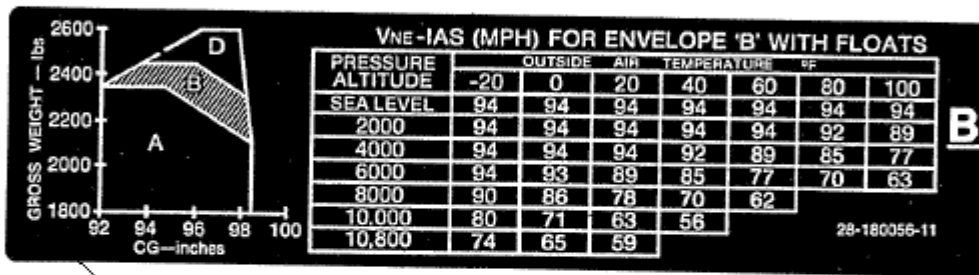 2600
2400
2200
2000
1800
GROSS WEIGHT — lbs
D
B
A
92 94 96 98 100
CG—inches
VNE-IAS (MPH) FOR ENVELOPE 'B' WITH FLOATS
PRESSURE ALTITUDE OUTSIDE AIR TEMPERATURE ºF
-20 0 20 40 60 80 100
SEA LEVEL 94 94 94 94 94 94 94
2000 94 94 94 94 94 92 89
4000 94 94 94 92 89 85 77
6000 94 93 89 85 77 70 63
8000 90 86 78 70 62
10.000 80 71 63 56
10,800 74 65 59
28-180056-11
B